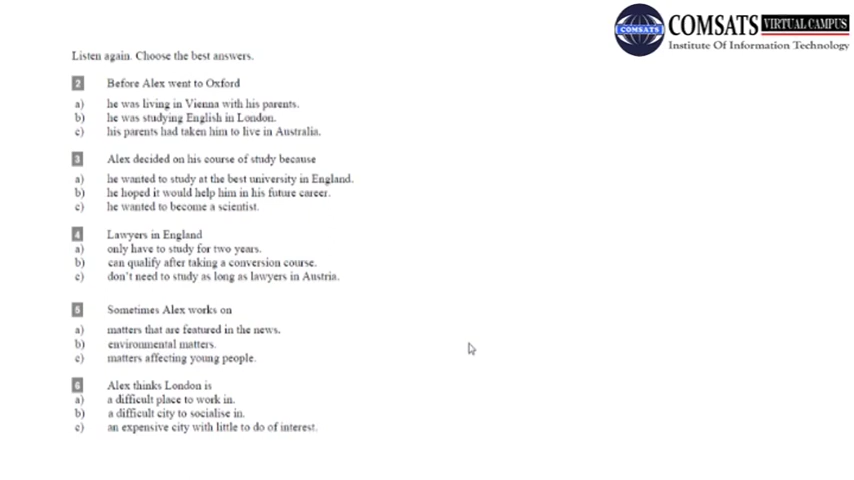 COMSATS
COMSATS VIRTUAL CAMPUS
Institute Of Information Technology
Listen again. Choose the best answers.
2 Before Alex went to Oxford
a) he was living in Vienna with his parents.
b) he was studying English in London.
c) his parents had taken him to live in Australia.
3 Alex decided on his course of study because
a) he wanted to study at the best university in England.
b) he hoped it would help him in his future career.
c) he wanted to become a scientist.
4 Lawyers in England
a) only have to study for two years.
b) can qualify after taking a conversion course.
c) don't need to study as long as lawyers in Austria.
5 Sometimes Alex works on
a) matters that are featured in the news.
b) environmental matters.
c) matters affecting young people.
6 Alex thinks London is
a) a difficult place to work in.
b) a difficult city to socialise in.
c) an expensive city with little to do of interest.